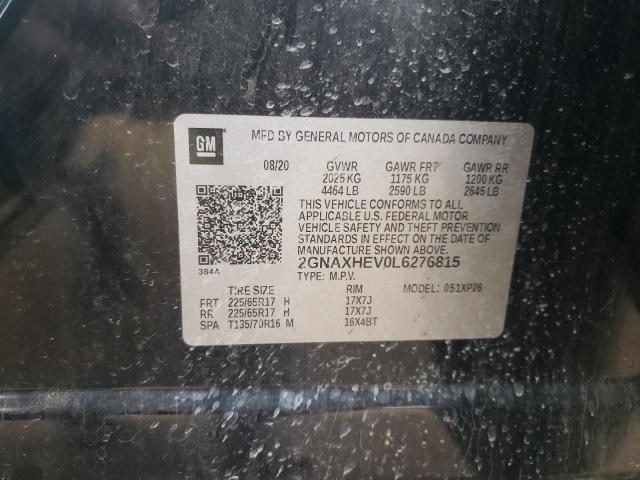 GM
MFD BY GENERAL MOTORS OF CANADA COMPANY
08/20 GVWR GAWR FRT GAWR RR
2025 KG 1175 KG 1200 KG
4464 LB 2590 LB 2645 LB
THIS VEHICLE CONFORMS TO ALL
APPLICABLE U.S. FEDERAL MOTOR
VEHICLE SAFETY AND THEFT PREVENTION
STANDARDS IN EFFECT ON THE DATE OF
MANUFACTURE SHOWN ABOVE.
384A 2GNAXHEV0L6276815
TYPE: M.P.V. MODEL: 051XP26
TIRE SIZE RIM
FRT 225/65R17 H 17X7J
RR 225/65R17 H 17X7J
SPA T135/70R16 M 16X4BT